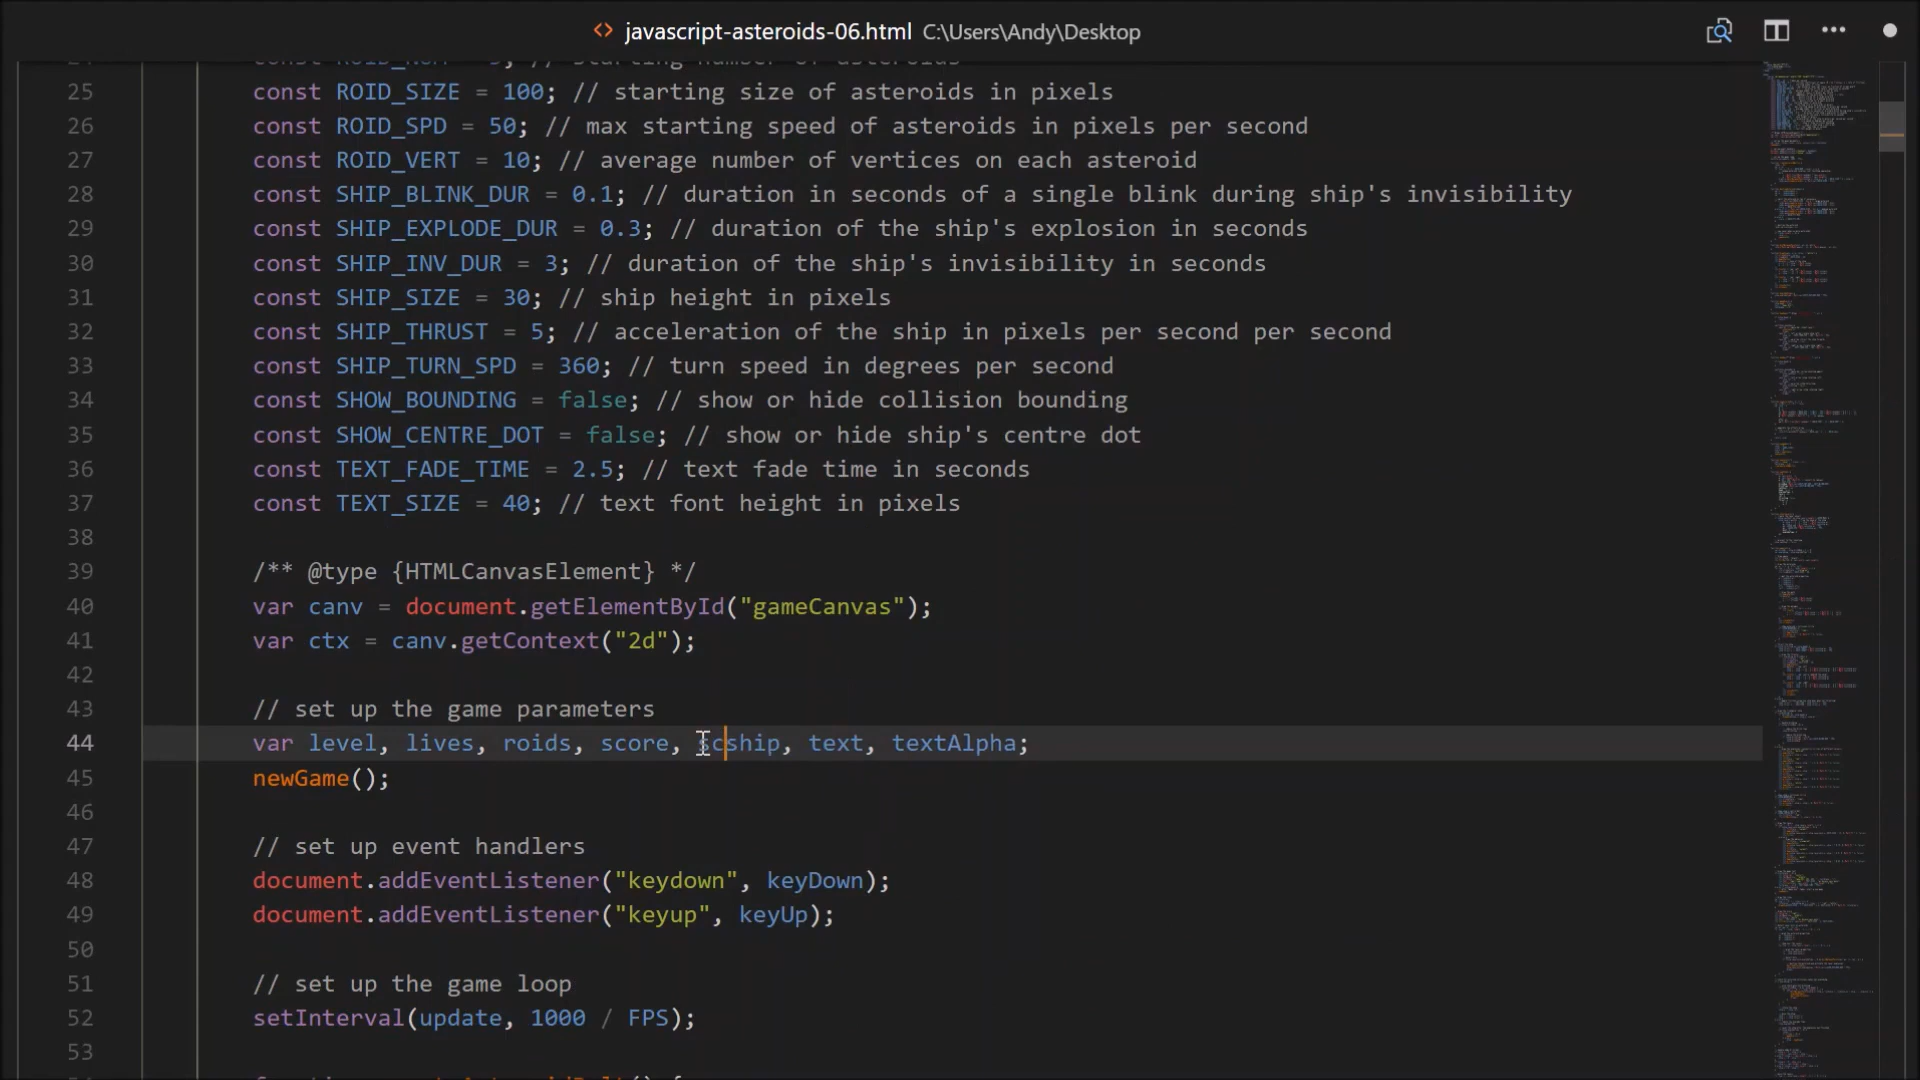 javascript-asteroids-06.html C:\Users\Andy\Desktop
25 const ROID_SIZE = 100; // starting size of asteroids in pixels
26 const ROID_SPD = 50; // max starting speed of asteroids in pixels per second
27 const ROID_VERT = 10; // average number of vertices on each asteroid
28 const SHIP_BLINK_DUR = 0.1; // duration in seconds of a single blink during ship's invisibility
29 const SHIP_EXPLODE_DUR = 0.3; // duration of the ship's explosion in seconds
30 const SHIP_INV_DUR = 3; // duration of the ship's invisibility in seconds
31 const SHIP_SIZE = 30; // ship height in pixels
32 const SHIP_THRUST = 5; // acceleration of the ship in pixels per second per second
33 const SHIP_TURN_SPD = 360; // turn speed in degrees per second
34 const SHOW_BOUNDING = false; // show or hide collision bounding
35 const SHOW_CENTRE_DOT = false; // show or hide ship's centre dot
36 const TEXT_FADE_TIME = 2.5; // text fade time in seconds
37 const TEXT_SIZE = 40; // text font height in pixels
38
39 /** @type {HTMLCanvasElement} */
40 var canv = document.getElementById("gameCanvas");
41 var ctx = canv.getContext("2d");
42
43 // set up the game parameters
44 var level, lives, roids, score, scship, text, textAlpha;
45 newGame();
46
47 // set up event handlers
48 document.addEventListener("keydown", keyDown);
49 document.addEventListener("keyup", keyUp);
50
51 // set up the game loop
52 setInterval(update, 1000 / FPS);
53